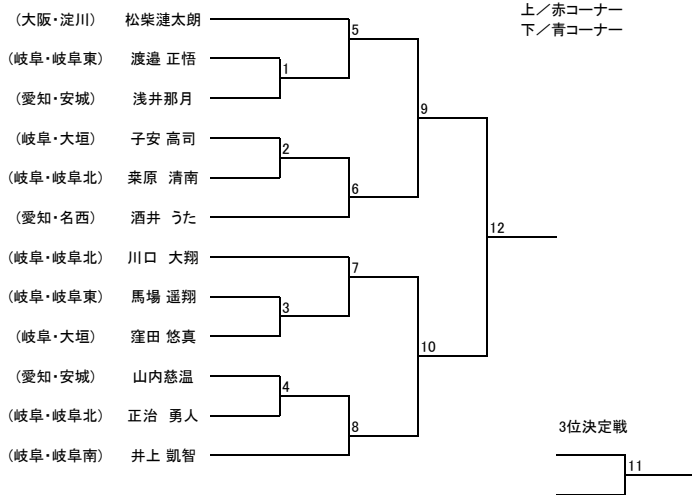 上／赤コーナー
下／青コーナー
(大阪・淀川) 松柴漣太朗
5
(岐阜・岐阜東) 渡邉 正悟
1
(愛知・安城) 浅井那月
9
(岐阜・大垣) 子安 高司
2
(岐阜・岐阜北) 桒原 清南
6
(愛知・名西) 酒井 うた
12
(岐阜・岐阜北) 川口 大翔
7
(岐阜・岐阜東) 馬場 遥翔
3
(岐阜・大垣) 窪田 悠真
10
(愛知・安城) 山内慈温
4
(岐阜・岐阜北) 正治 勇人
8
3位決定戦
(岐阜・岐阜南) 井上 凱智
11